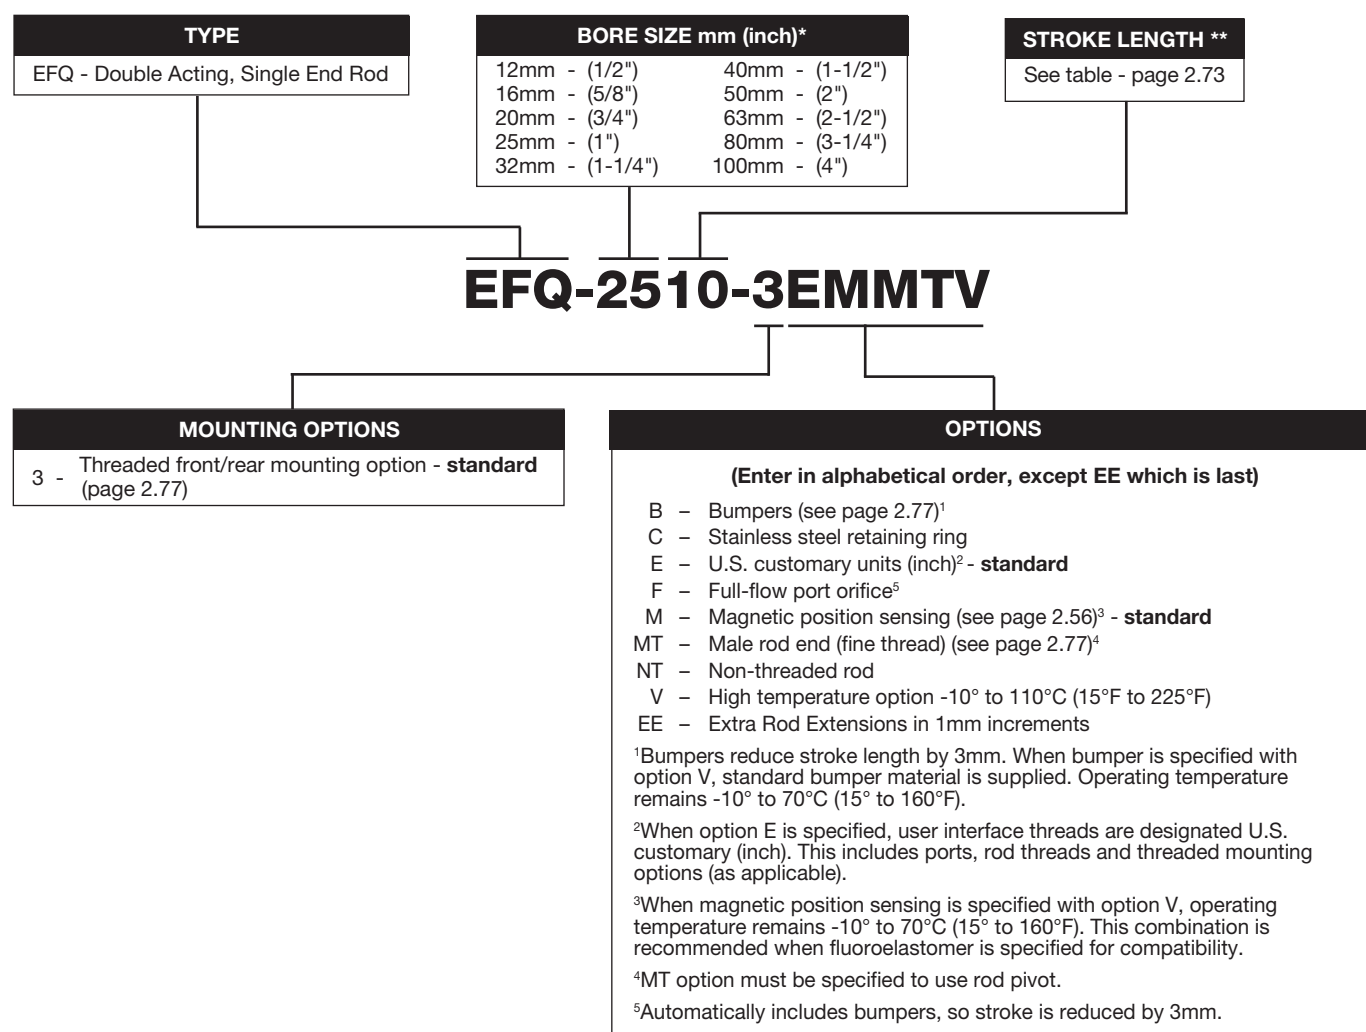 TYPE
EFQ - Double Acting, Single End Rod
BORE SIZE mm (inch)*
12mm - (1/2")
16mm - (5/8")
20mm - (3/4")
25mm - (1")
32mm - (1-1/4")
40mm - (1-1/2")
50mm - (2")
63mm - (2-1/2")
80mm - (3-1/4")
100mm - (4")
STROKE LENGTH **
See table - page 2.73
EFQ-2510-3EMMTV
MOUNTING OPTIONS
3 - Threaded front/rear mounting option - standard
(page 2.77)
OPTIONS
(Enter in alphabetical order, except EE which is last)
B – Bumpers (see page 2.77)¹
C – Stainless steel retaining ring
E – U.S. customary units (inch)² - standard
F – Full-flow port orifice⁵
M – Magnetic position sensing (see page 2.56)³ - standard
MT – Male rod end (fine thread) (see page 2.77)⁴
NT – Non-threaded rod
V – High temperature option -10° to 110°C (15°F to 225°F)
EE – Extra Rod Extensions in 1mm increments
¹Bumpers reduce stroke length by 3mm. When bumper is specified with
option V, standard bumper material is supplied. Operating temperature
remains -10° to 70°C (15° to 160°F).
²When option E is specified, user interface threads are designated U.S.
customary (inch). This includes ports, rod threads and threaded mounting
options (as applicable).
³When magnetic position sensing is specified with option V, operating
temperature remains -10° to 70°C (15° to 160°F). This combination is
recommended when fluoroelastomer is specified for compatibility.
⁴MT option must be specified to use rod pivot.
⁵Automatically includes bumpers, so stroke is reduced by 3mm.